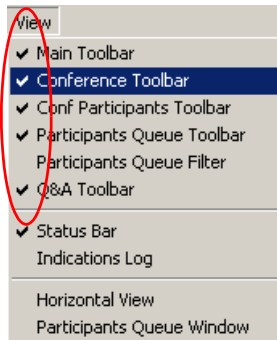 View
Main Toolbar
Conference Toolbar
Conf Participants Toolbar
Participants Queue Toolbar
Participants Queue Filter
Q&A Toolbar
Status Bar
Indications Log
Horizontal View
Participants Queue Window